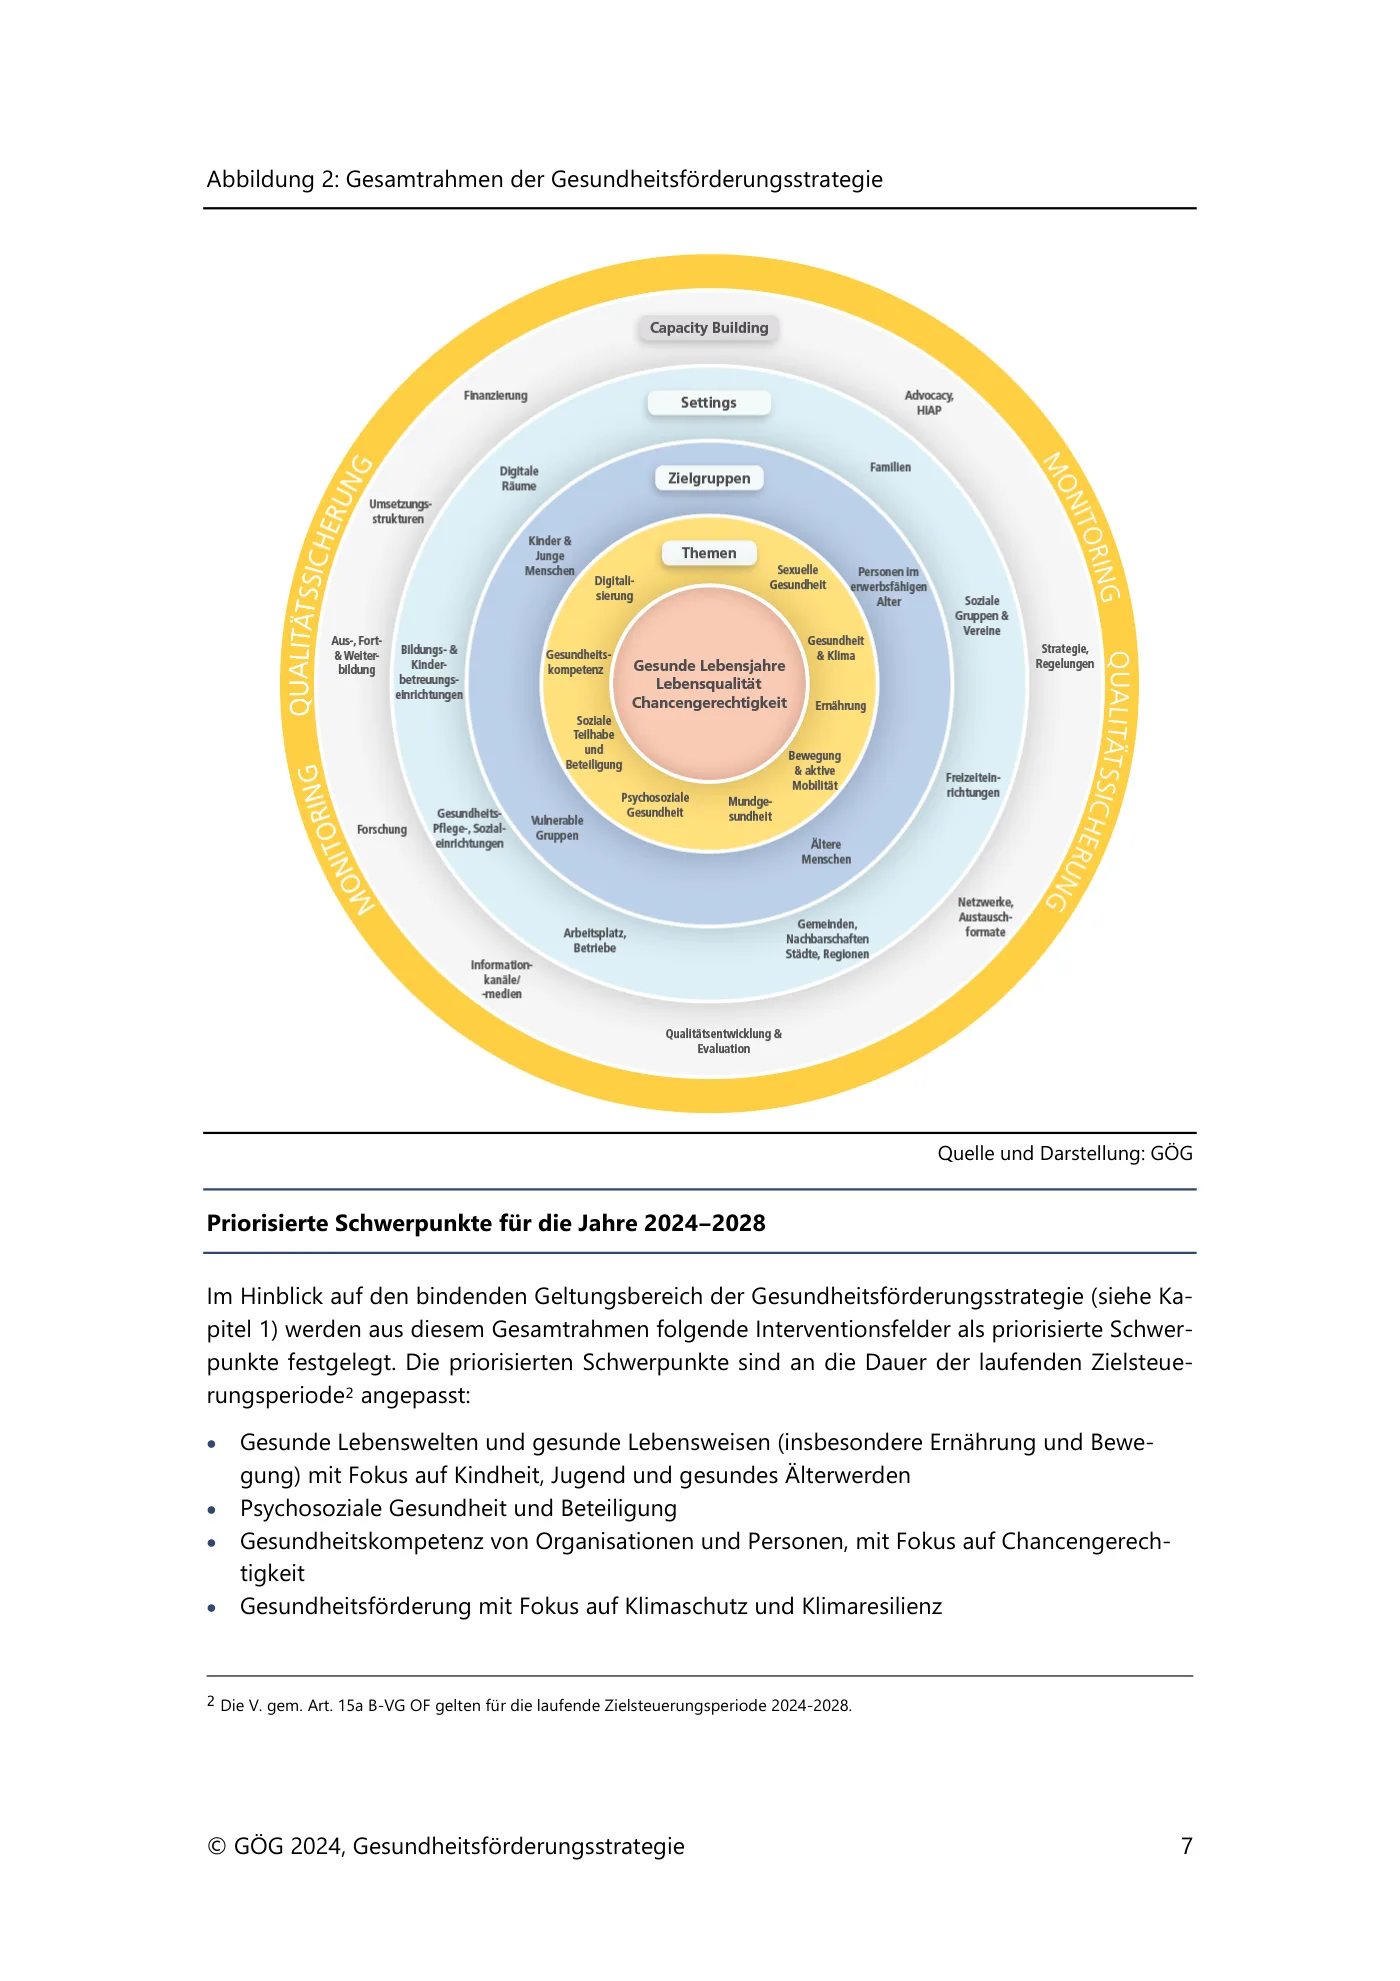 Abbildung 2: Gesamtrahmen der Gesundheitsförderungsstrategie
Capacity Building
Finanzierung
Advocacy,
HIAP
Umsetzungs-
strukturen
Aus-, Fort-
& Weiter-
bildung
Strategie,
Regelungen
Forschung
Netzwerke,
Austausch-
formate
Information-
kanäle/
-medien
Qualitätsentwicklung &
Evaluation
Settings
Digitale
Räume
Familien
Soziale
Gruppen &
Vereine
Bildungs- &
Kinder-
betreuungs-
einrichtungen
Freizeitein-
richtungen
Gesundheits-
Pflege-, Sozial-
einrichtungen
Arbeitsplatz,
Betriebe
Gemeinden,
Nachbarschaften
Städte, Regionen
Zielgruppen
Kinder &
Junge
Menschen
Personen im
erwerbsfähigen
Alter
Vulnerable
Gruppen
Ältere
Menschen
Themen
Digitali-
sierung
Sexuelle
Gesundheit
Gesundheits-
kompetenz
Gesundheit
& Klima
Ernährung
Soziale
Teilhabe
und
Beteiligung
Bewegung
& aktive
Mobilität
Psychosoziale
Gesundheit
Mundge-
sundheit
Gesunde Lebensjahre
Lebensqualität
Chancengerechtigkeit
QUALITÄTSSICHERUNG
MONITORING
MONITORING
QUALITÄTSSICHERUNG
Quelle und Darstellung: GÖG
Priorisierte Schwerpunkte für die Jahre 2024–2028
Im Hinblick auf den bindenden Geltungsbereich der Gesundheitsförderungsstrategie (siehe Ka-
pitel 1) werden aus diesem Gesamtrahmen folgende Interventionsfelder als priorisierte Schwer-
punkte festgelegt. Die priorisierten Schwerpunkte sind an die Dauer der laufenden Zielsteue-
rungsperiode2 angepasst:
• Gesunde Lebenswelten und gesunde Lebensweisen (insbesondere Ernährung und Bewe-
gung) mit Fokus auf Kindheit, Jugend und gesundes Älterwerden
• Psychosoziale Gesundheit und Beteiligung
• Gesundheitskompetenz von Organisationen und Personen, mit Fokus auf Chancengerech-
tigkeit
• Gesundheitsförderung mit Fokus auf Klimaschutz und Klimaresilienz
2 Die V. gem. Art. 15a B-VG OF gelten für die laufende Zielsteuerungsperiode 2024-2028.
© GÖG 2024, Gesundheitsförderungsstrategie 7